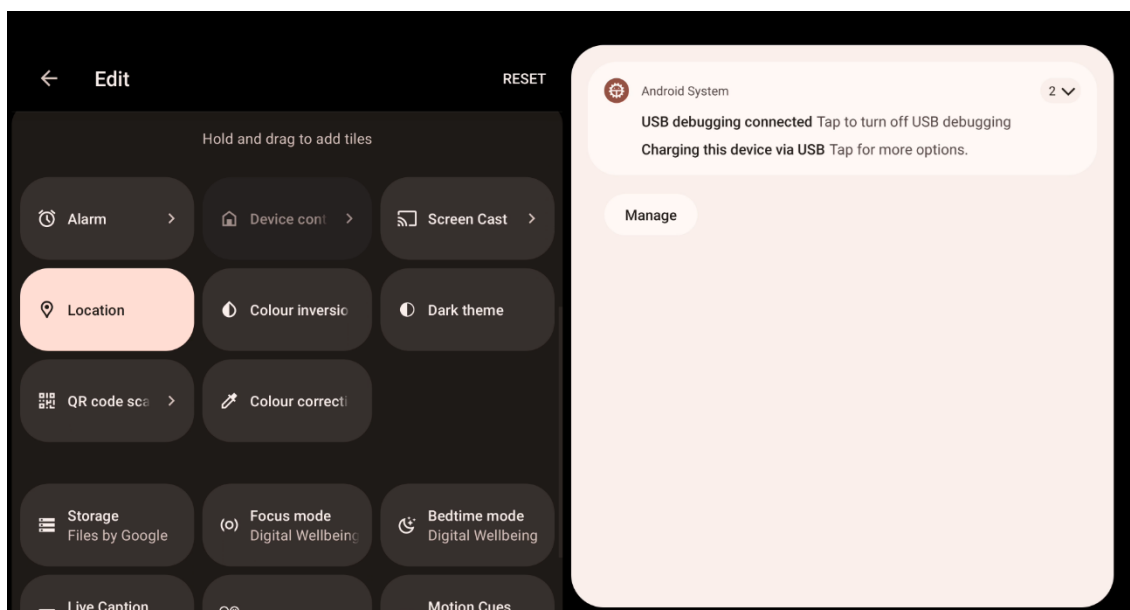 Edit
RESET
Hold and drag to add tiles
Alarm
Device cont
Screen Cast
Location
Colour inversio
Dark theme
QR code sca
Colour correcti
Storage
Files by Google
Focus mode
Digital Wellbeing
Bedtime mode
Digital Wellbeing
Live Caption
Motion Cues
Android System
2
USB debugging connected Tap to turn off USB debugging
Charging this device via USB Tap for more options.
Manage